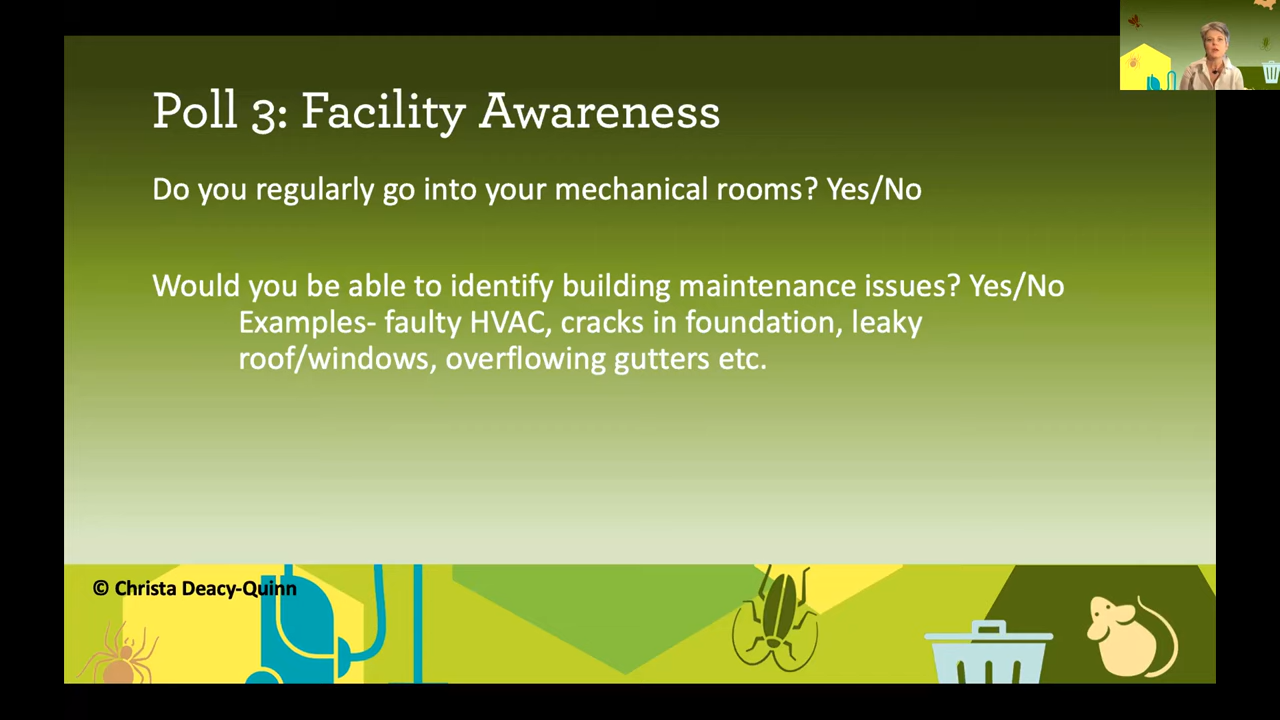 Poll 3: Facility Awareness
Do you regularly go into your mechanical rooms? Yes/No
Would you be able to identify building maintenance issues? Yes/No
Examples- faulty HVAC, cracks in foundation, leaky
roof/windows, overflowing gutters etc.
© Christa Deacy-Quinn